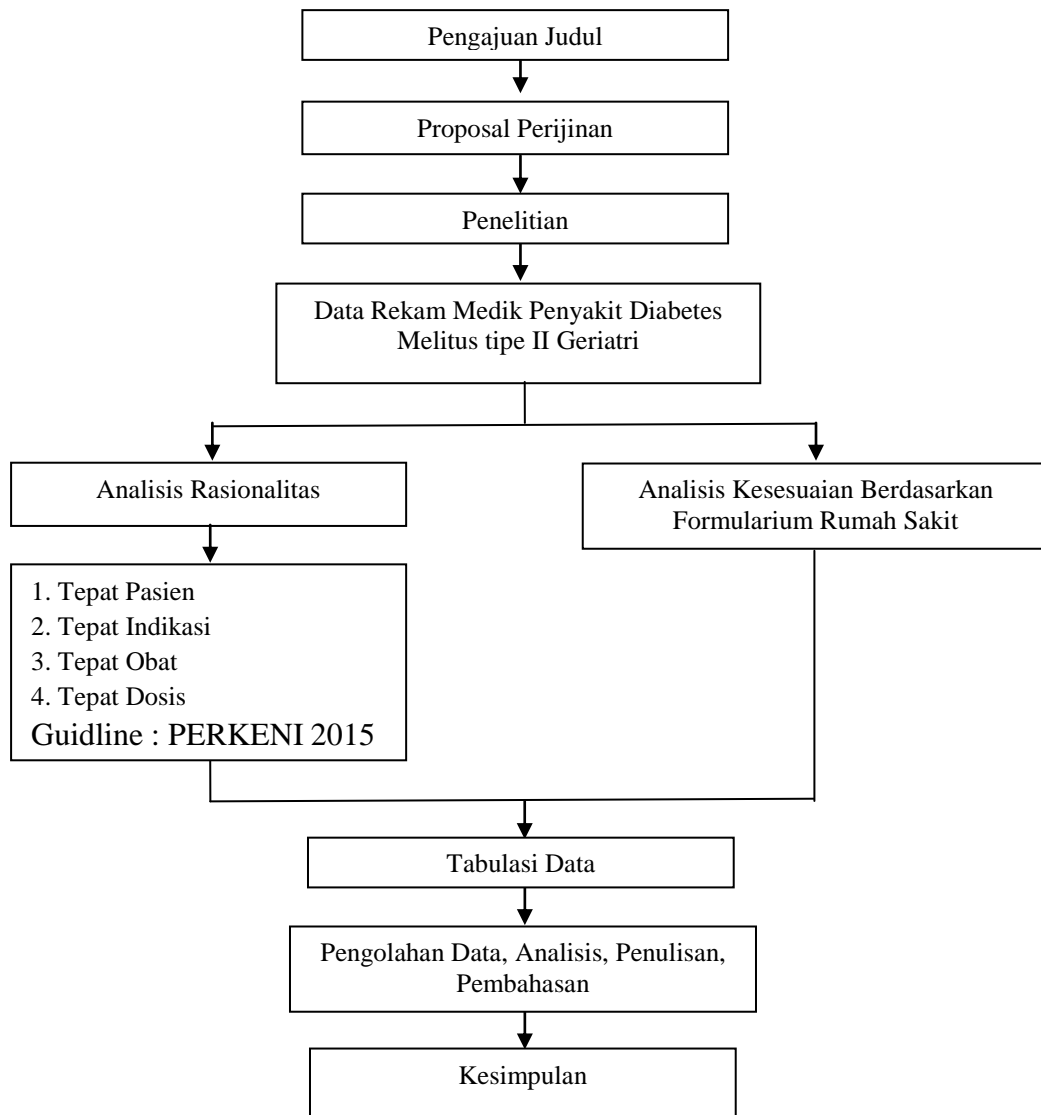 Pengajuan Judul
Proposal Perijinan
Penelitian
Data Rekam Medik Penyakit Diabetes
Melitus tipe II Geriatri
Analisis Rasionalitas
Analisis Kesesuaian Berdasarkan
Formularium Rumah Sakit
1. Tepat Pasien
2. Tepat Indikasi
3. Tepat Obat
4. Tepat Dosis
Guidline : PERKENI 2015
Tabulasi Data
Pengolahan Data, Analisis, Penulisan,
Pembahasan
Kesimpulan